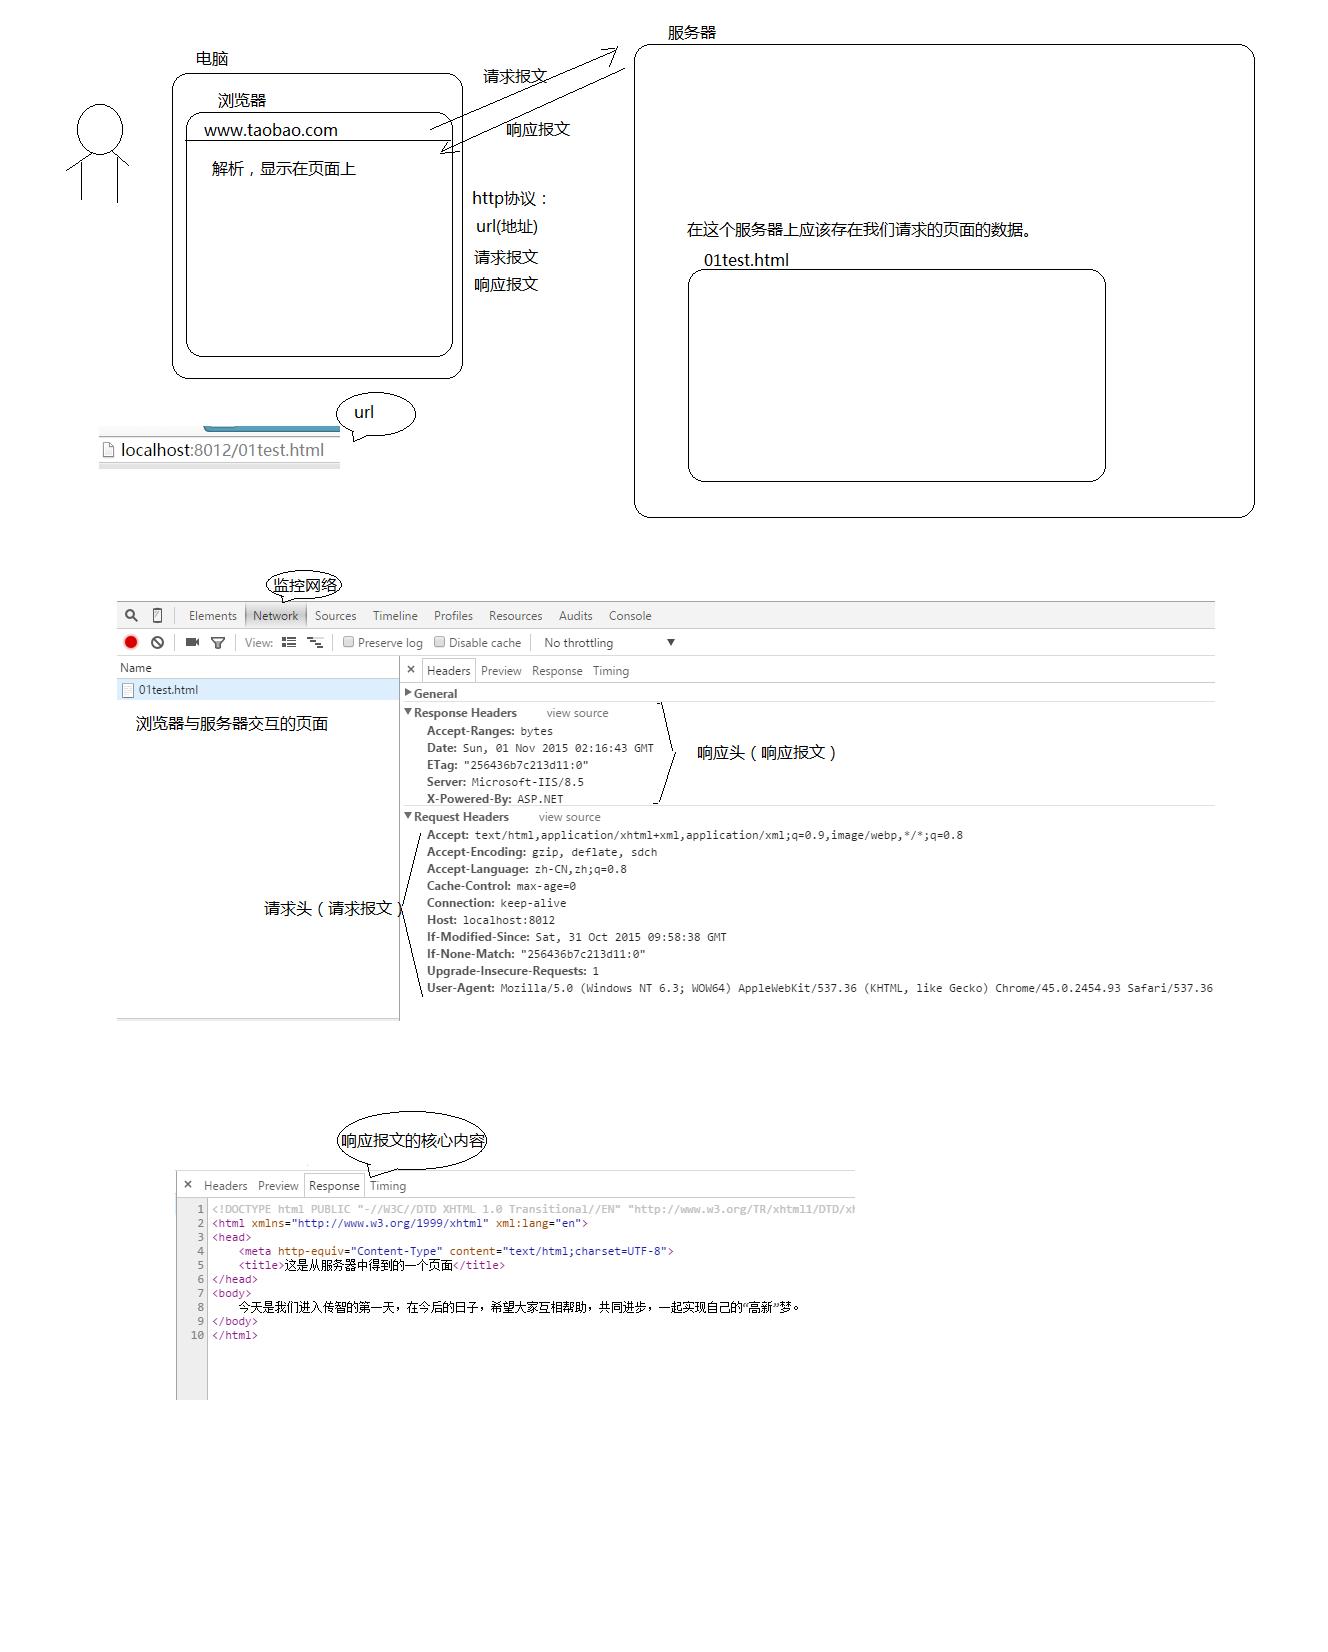 服务器
电脑
请求报文
浏览器
www.taobao.com
响应报文
解析，显示在页面上
http协议：
url(地址)
请求报文
响应报文
在这个服务器上应该存在我们请求的页面的数据。
01test.html
url
localhost:8012/01test.html
监控网络
Elements Network Sources Timeline Profiles Resources Audits Console
View: Preserve log Disable cache No throttling
Name
× Headers Preview Response Timing
01test.html
General
浏览器与服务器交互的页面
Response Headers view source
Accept-Ranges: bytes
Date: Sun, 01 Nov 2015 02:16:43 GMT
ETag: "256436b7c213d11:0"
Server: Microsoft-IIS/8.5
X-Powered-By: ASP.NET
响应头（响应报文）
Request Headers view source
Accept: text/html,application/xhtml+xml,application/xml;q=0.9,image/webp,*/*;q=0.8
Accept-Encoding: gzip, deflate, sdch
Accept-Language: zh-CN,zh;q=0.8
Cache-Control: max-age=0
Connection: keep-alive
Host: localhost:8012
If-Modified-Since: Sat, 31 Oct 2015 09:58:38 GMT
If-None-Match: "256436b7c213d11:0"
Upgrade-Insecure-Requests: 1
User-Agent: Mozilla/5.0 (Windows NT 6.3; WOW64) AppleWebKit/537.36 (KHTML, like Gecko) Chrome/45.0.2454.93 Safari/537.36
请求头（请求报文）
响应报文的核心内容
× Headers Preview Response Timing
1 <!DOCTYPE html PUBLIC "-//W3C//DTD XHTML 1.0 Transitional//EN" "http://www.w3.org/TR/xhtml1/DTD/xh
2 <html xmlns="http://www.w3.org/1999/xhtml" xml:lang="en">
3 <head>
4 <meta http-equiv="Content-Type" content="text/html;charset=UTF-8">
5 <title>这是从服务器中得到的一个页面</title>
6 </head>
7 <body>
8 今天是我们进入传智的第一天，在今后的日子，希望大家互相帮助，共同进步，一起实现自己的“高新”梦。
9 </body>
10 </html>